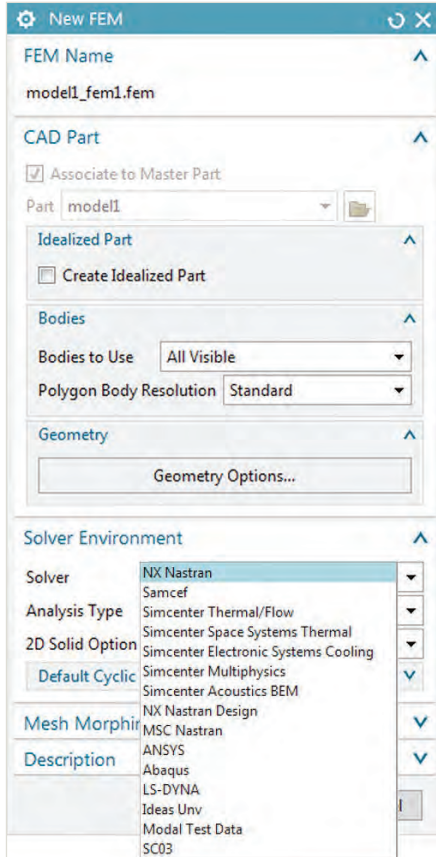 New FEM
FEM Name
model1_fem1.fem
CAD Part
Associate to Master Part
Part model1
Idealized Part
Create Idealized Part
Bodies
Bodies to Use All Visible
Polygon Body Resolution Standard
Geometry
Geometry Options...
Solver Environment
Solver
Analysis Type
2D Solid Option
Default Cyclic
Mesh
Description
NX Nastran
Samcef
Simcenter Thermal/Flow
Simcenter Space Systems Thermal
Simcenter Electronic Systems Cooling
Simcenter Multiphysics
Simcenter Acoustics BEM
NX Nastran Design
MSC Nastran
ANSYS
Abaqus
LS-DYNA
Ideas Unv
Modal Test Data
SC03